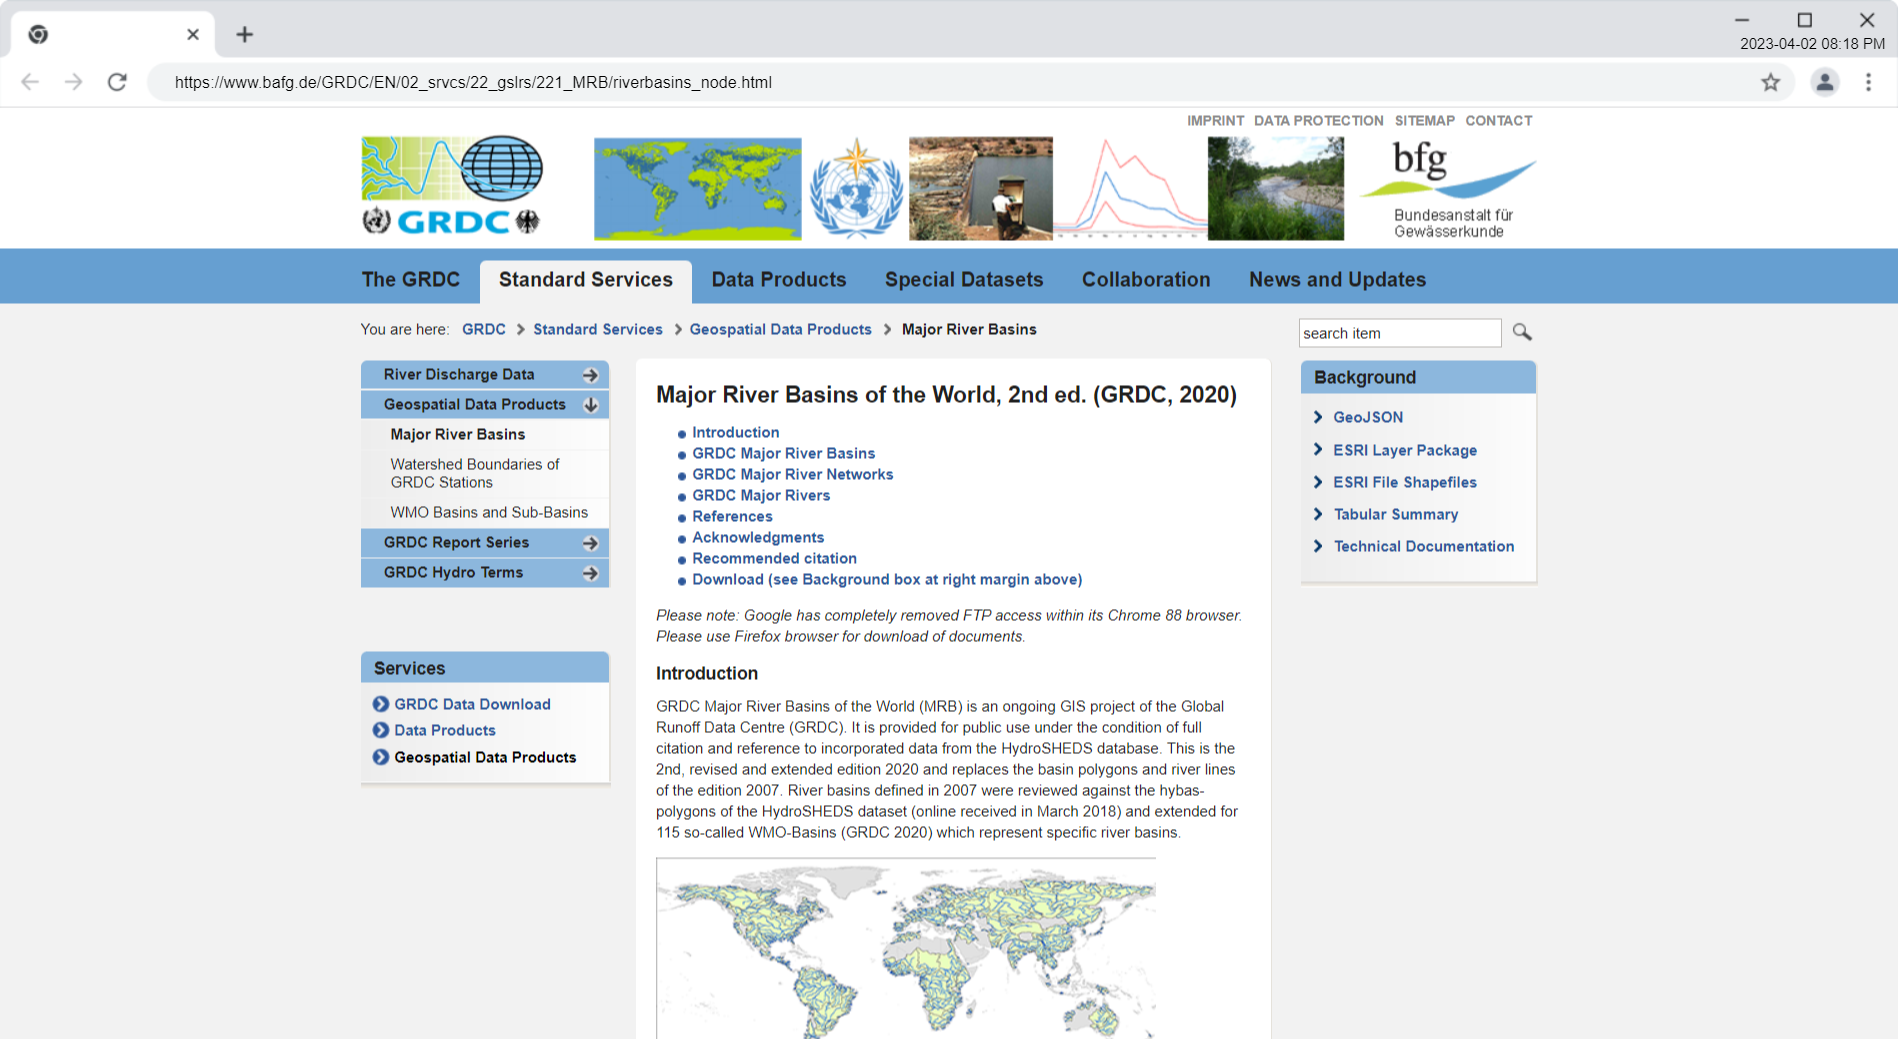 2023-04-02 08:18 PM
https://www.bafg.de/GRDC/EN/02_srvcs/22_gslrs/221_MRB/riverbasins_node.html
IMPRINT DATA PROTECTION SITEMAP CONTACT
GRDC
bfg
Bundesanstalt für
Gewässerkunde
The GRDC Standard Services Data Products Special Datasets Collaboration News and Updates
You are here: GRDC Standard Services Geospatial Data Products Major River Basins
search item
River Discharge Data
Geospatial Data Products
Major River Basins
Watershed Boundaries of
GRDC Stations
WMO Basins and Sub-Basins
GRDC Report Series
GRDC Hydro Terms
Services
GRDC Data Download
Data Products
Geospatial Data Products
Major River Basins of the World, 2nd ed. (GRDC, 2020)
Introduction
GRDC Major River Basins
GRDC Major River Networks
GRDC Major Rivers
References
Acknowledgments
Recommended citation
Download (see Background box at right margin above)
Please note: Google has completely removed FTP access within its Chrome 88 browser.
Please use Firefox browser for download of documents.
Introduction
GRDC Major River Basins of the World (MRB) is an ongoing GIS project of the Global
Runoff Data Centre (GRDC). It is provided for public use under the condition of full
citation and reference to incorporated data from the HydroSHEDS database. This is the
2nd, revised and extended edition 2020 and replaces the basin polygons and river lines
of the edition 2007. River basins defined in 2007 were reviewed against the hybas-
polygons of the HydroSHEDS dataset (online received in March 2018) and extended for
115 so-called WMO-Basins (GRDC 2020) which represent specific river basins.
Background
GeoJSON
ESRI Layer Package
ESRI File Shapefiles
Tabular Summary
Technical Documentation